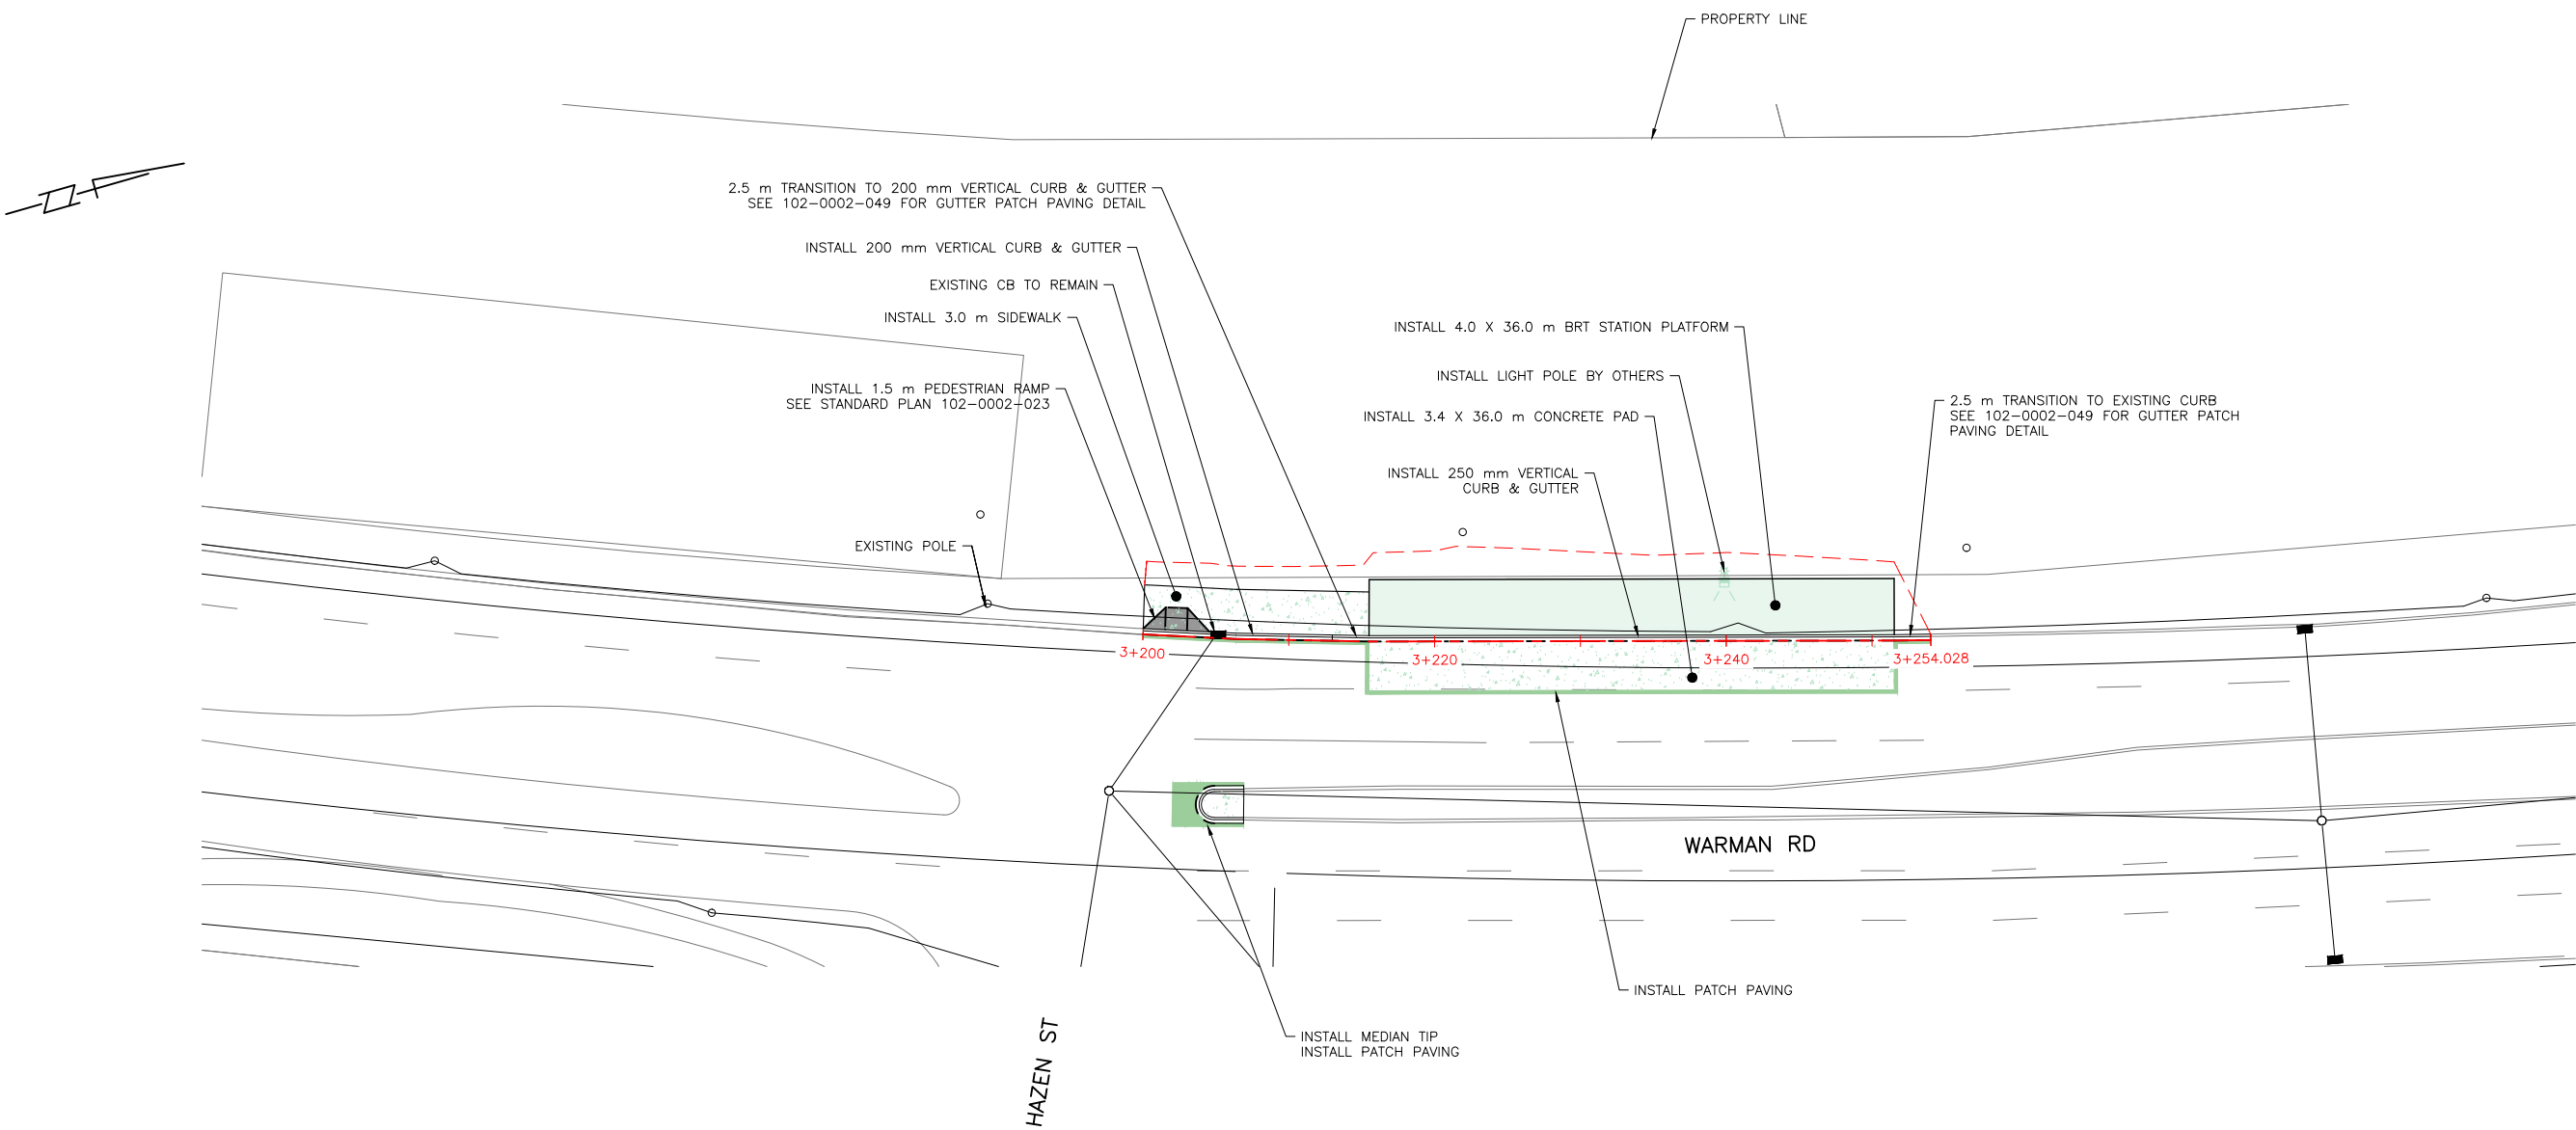 PROPERTY LINE
N
2.5 m TRANSITION TO 200 mm VERTICAL CURB & GUTTER
SEE 102-0002-049 FOR GUTTER PATCH PAVING DETAIL
INSTALL 200 mm VERTICAL CURB & GUTTER
EXISTING CB TO REMAIN
INSTALL 3.0 m SIDEWALK
INSTALL 1.5 m PEDESTRIAN RAMP
SEE STANDARD PLAN 102-0002-023
EXISTING POLE
INSTALL 4.0 X 36.0 m BRT STATION PLATFORM
INSTALL LIGHT POLE BY OTHERS
INSTALL 3.4 X 36.0 m CONCRETE PAD
INSTALL 250 mm VERTICAL
CURB & GUTTER
2.5 m TRANSITION TO EXISTING CURB
SEE 102-0002-049 FOR GUTTER PATCH
PAVING DETAIL
3+200
3+220
3+240
3+254.028
WARMAN RD
INSTALL PATCH PAVING
INSTALL MEDIAN TIP
INSTALL PATCH PAVING
HAZEN ST